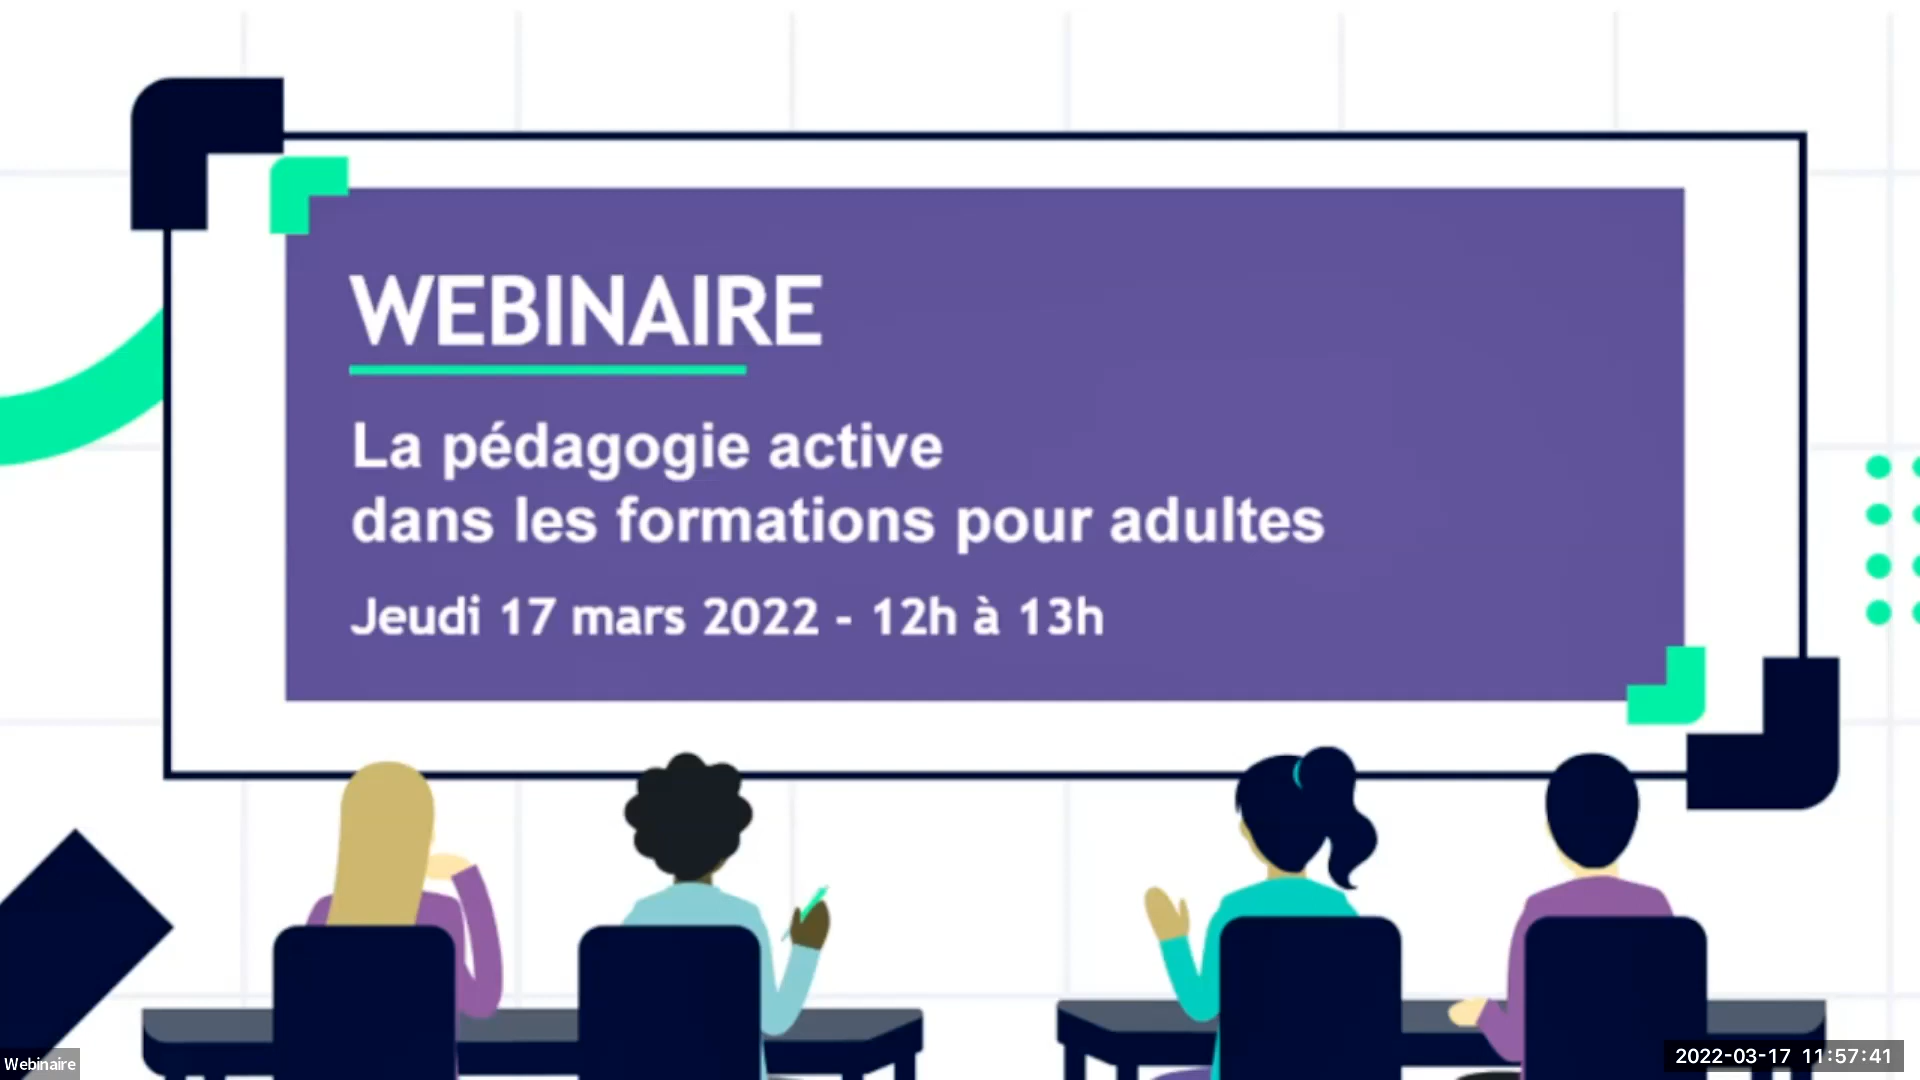 WEBINAIRE
La pédagogie active
dans les formations pour adultes
Jeudi 17 mars 2022 - 12h à 13h
Webinaire
2022-03-17 11:57:41